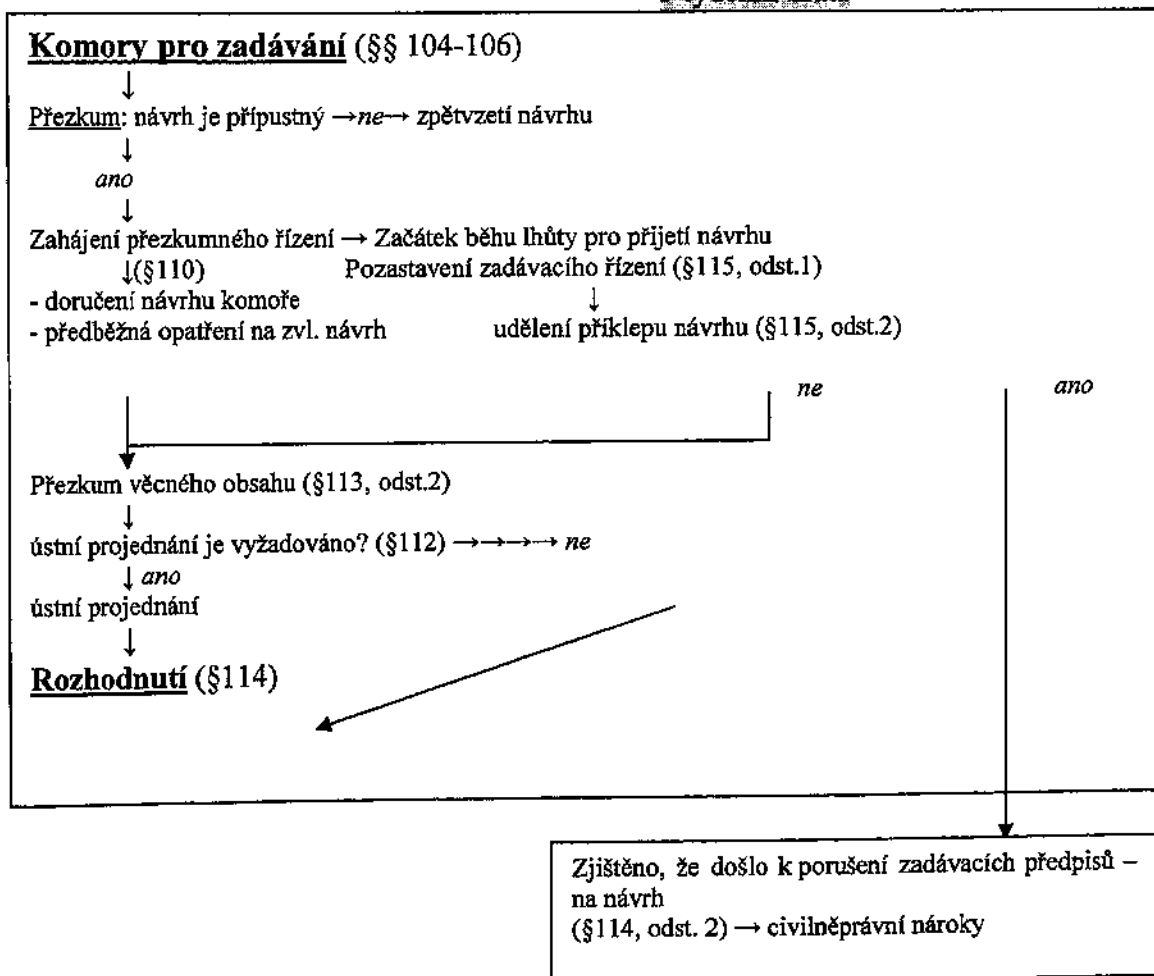 Komory pro zadávání (§§ 104-106)
↓
Přezkum: návrh je přípustný →ne→ zpětvzetí návrhu
↓
ano
↓
Zahájení přezkumného řízení → Začátek běhu lhůty pro přijetí návrhu
↓(§110) Pozastavení zadávacího řízení (§115, odst.1)
- doručení návrhu komoře ↓
- předběžná opatření na zvl. návrh udělení příklepu návrhu (§115, odst.2)
ne ano
Přezkum věcného obsahu (§113, odst.2)
↓
ústní projednání je vyžadováno? (§112) →→→→ ne
↓ ano
ústní projednání
↓
Rozhodnutí (§114)
Zjištěno, že došlo k porušení zadávacích předpisů –
na návrh
(§114, odst. 2) → civilněprávní nároky